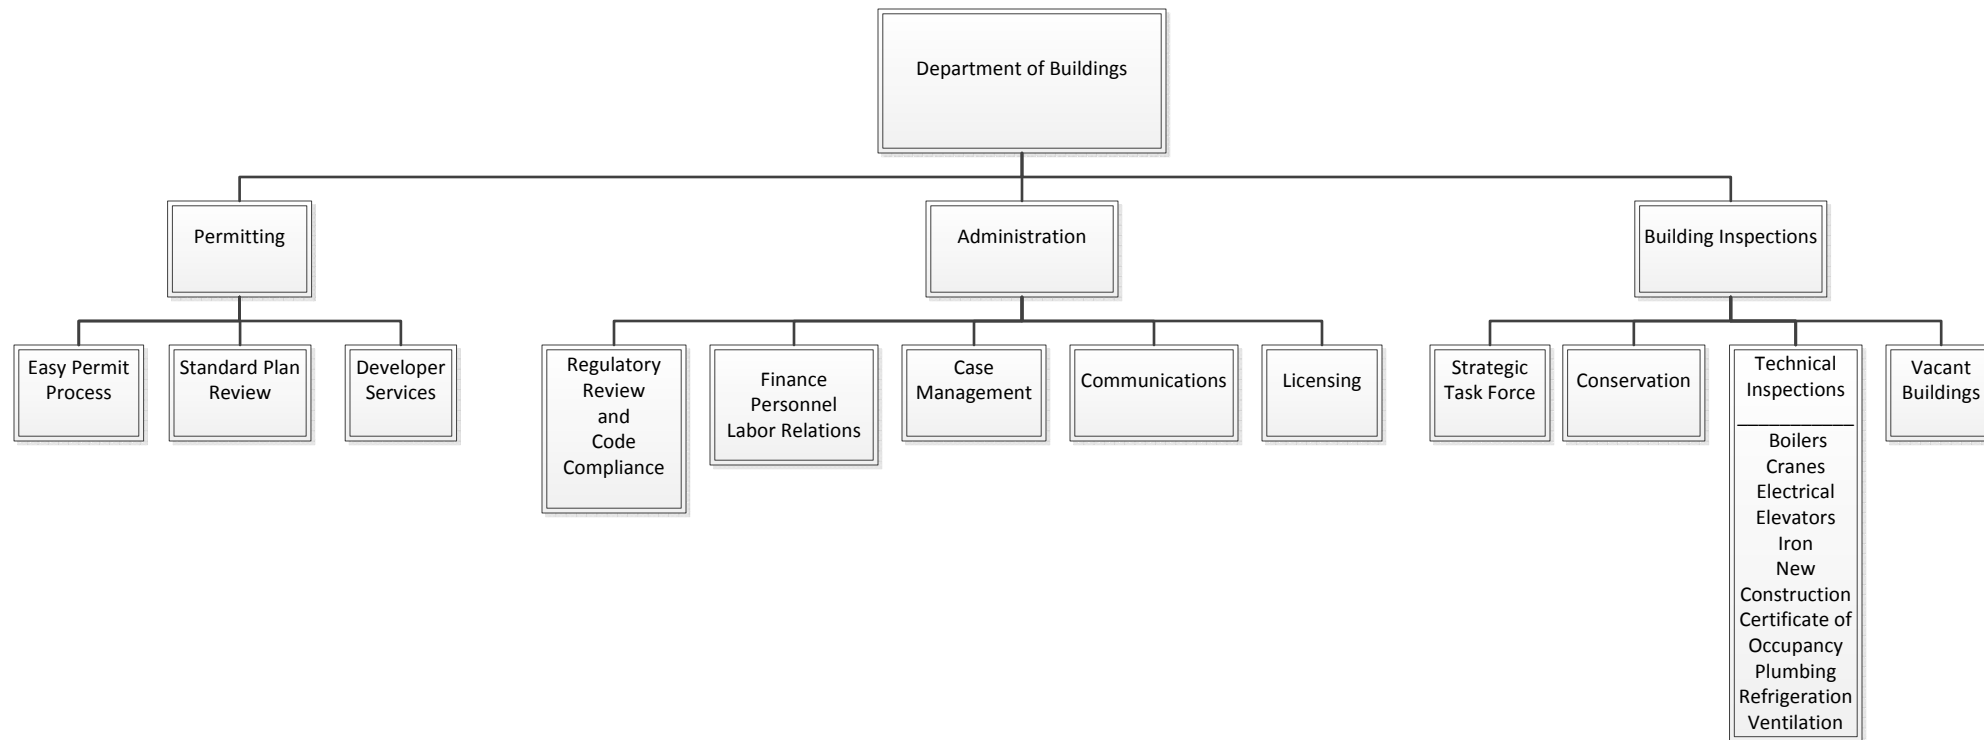 Department of Buildings
Permitting
Administration
Building Inspections
Easy Permit
Process
Standard Plan
Review
Developer
Services
Regulatory
Review
and
Code
Compliance
Finance
Personnel
Labor Relations
Case
Management
Communications
Licensing
Strategic
Task Force
Conservation
Technical
Inspections
Boilers
Cranes
Electrical
Elevators
Iron
New
Construction
Certificate of
Occupancy
Plumbing
Refrigeration
Ventilation
Vacant
Buildings